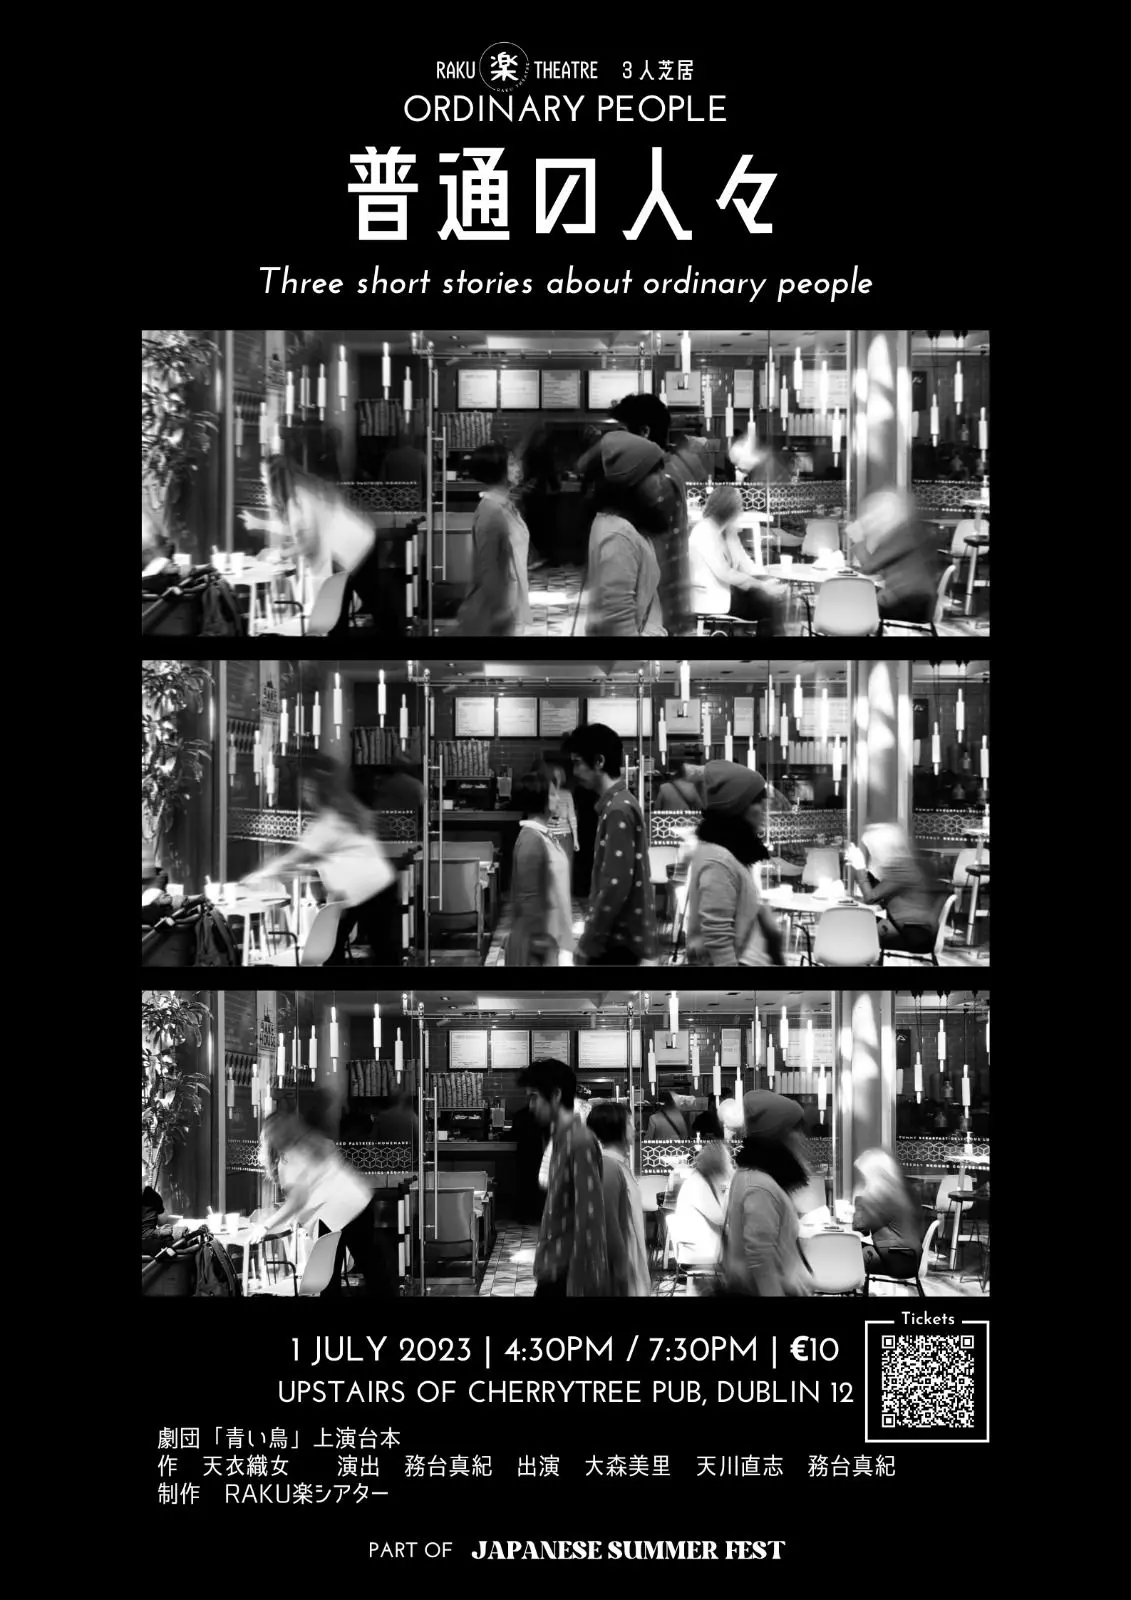 RAKU 楽 THEATRE 3人芝居
ORDINARY PEOPLE
普通の人々
Three short stories about ordinary people
Tickets
1 JULY 2023 | 4:30PM / 7:30PM | €10
UPSTAIRS OF CHERRYTREE PUB, DUBLIN 12
劇団「青い鳥」上演台本
作 天衣織女 演出 務台真紀 出演 大森美里 天川直志 務台真紀
制作 RAKU楽シアター
PART OF JAPANESE SUMMER FEST